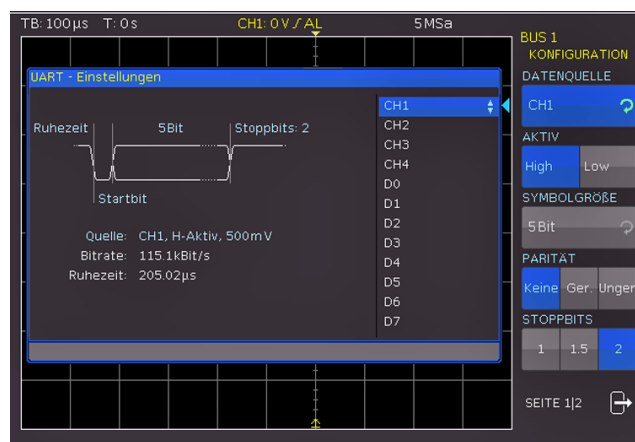 TB: 100µs T: 0s CH1: 0V AL 5MSa
BUS 1
KONFIGURATION
UART - Einstellungen
DATENQUELLE
CH1
AKTIV
High Low
SYMBOLGRÖßE
5Bit
PARITÄT
Keine Ger. Unger
STOPPBITS
1 1.5 2
SEITE 1|2
Ruhezeit 5Bit Stoppbits: 2
Startbit
Quelle: CH1, H-Aktiv, 500mV
Bitrate: 115.1kBit/s
Ruhezeit: 205.02µs
CH1
CH2
CH3
CH4
D0
D1
D2
D3
D4
D5
D6
D7